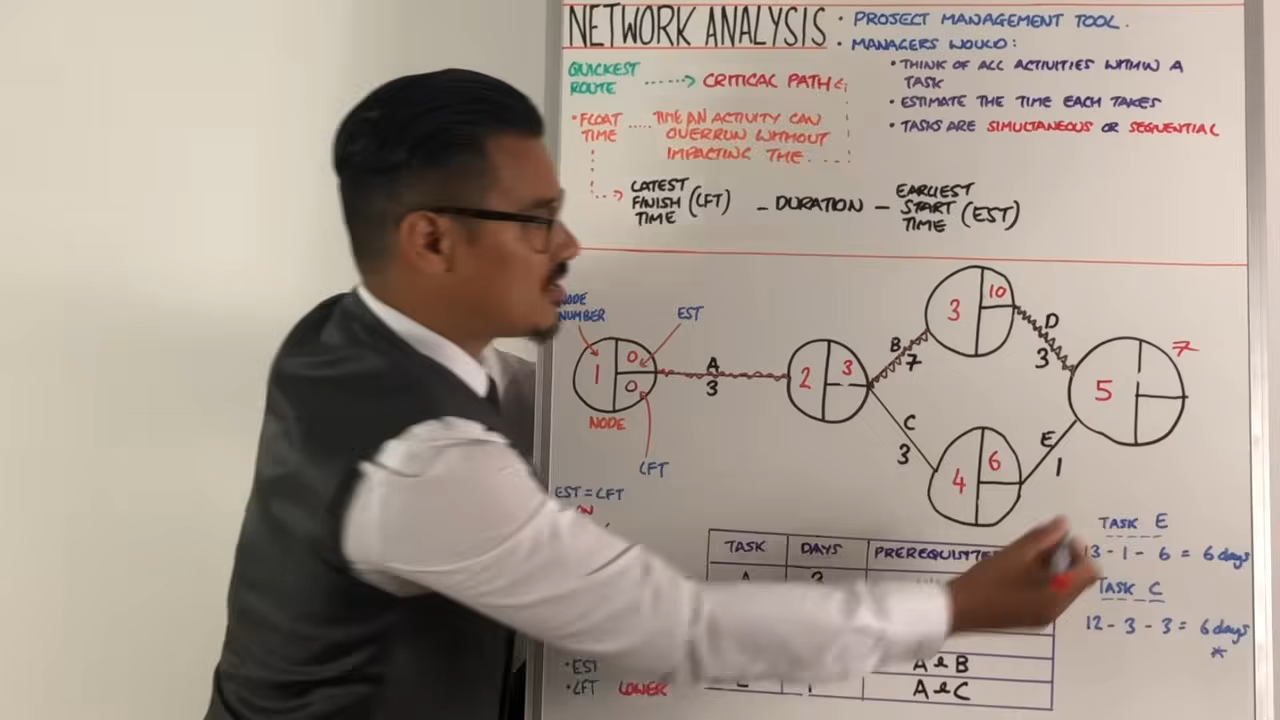 NETWORK ANALYSIS
• PROJECT MANAGEMENT TOOL.
• MANAGERS WOULD:
• THINK OF ALL ACTIVITIES WITHIN A
TASK
• ESTIMATE THE TIME EACH TAKES
• TASKS ARE SIMULTANEOUS OR SEQUENTIAL
QUICKEST
ROUTE
CRITICAL PATH
• FLOAT
TIME
TIME AN ACTIVITY CAN
OVERRUN WITHOUT
IMPACTING THE
LATEST
FINISH (LFT)
TIME
- DURATION -
EARLIEST
START (EST)
TIME
NODE
NUMBER
EST
1
0
0
NODE
LFT
A
3
2
3
B
7
3
10
D
3
C
3
4
6
E
1
5
7
EST = LFT
• EST
• LFT LOWER
TASK DAYS
A & B
A & C
TASK E
13 - 1 - 6 = 6 days
TASK C
12 - 3 - 3 = 6 days
*